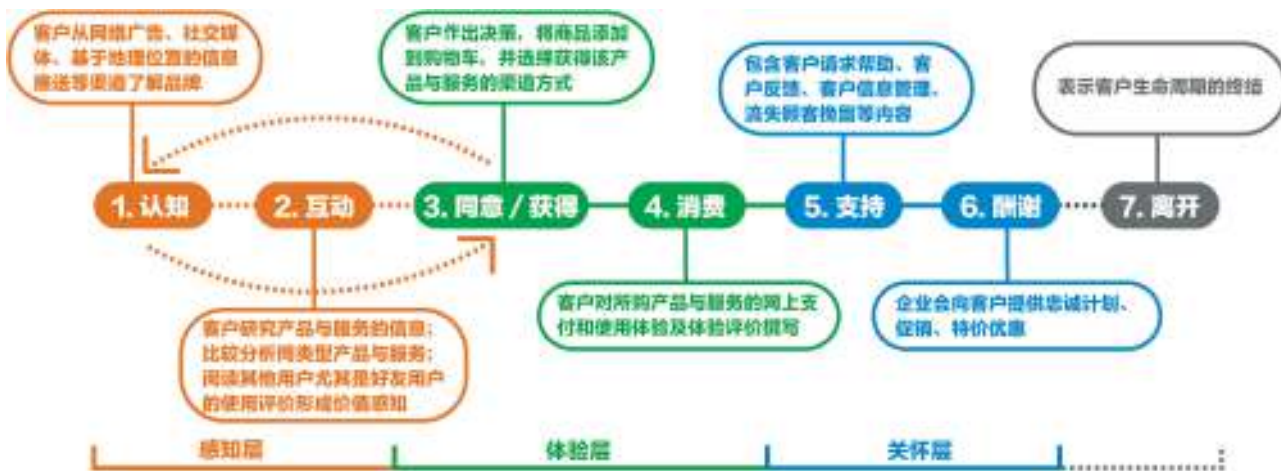 客户从网络广告、社交媒
体、基于地理位置的信息
推送等渠道了解品牌
客户作出决策，将商品添加
到购物车，并选择获得该产
品与服务的渠道方式
包含客户请求帮助、客
户反馈、客户信息管理、
流失顾客挽留等内容
表示客户生命周期的终结
1. 认知
2. 互动
3. 同意／获得
4. 消费
5. 支持
6. 酬谢
7. 离开
客户研究产品与服务的信息；
比较分析同类型产品与服务；
阅读其他用户尤其是好友用户
的使用评价形成价值感知
客户对所购产品与服务的网上支
付和使用体验及体验评价撰写
企业会向客户提供忠诚计划、
促销、特价优惠
感知层
体验层
关怀层